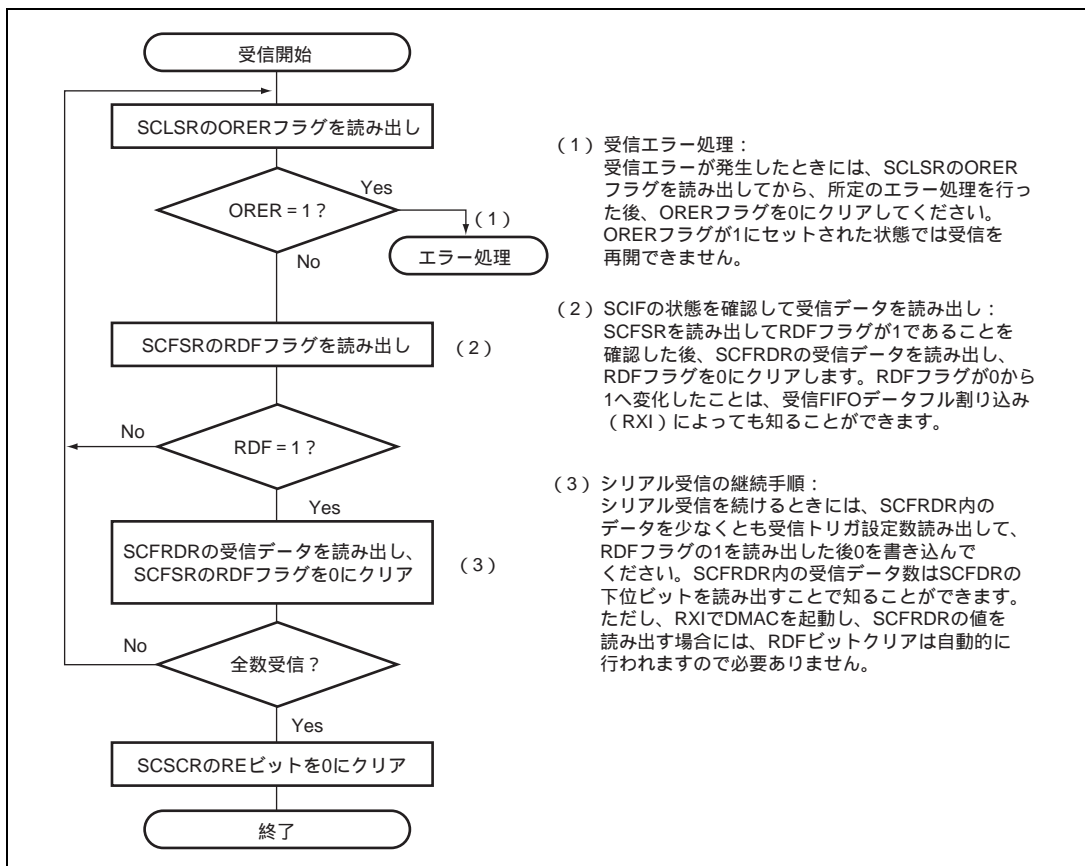 受信開始
SCLSRのORERフラグを読み出し
ORER = 1？
Yes
（1）
エラー処理
No
SCFSRのRDFフラグを読み出し
（2）
No
RDF = 1？
Yes
SCFRDRの受信データを読み出し、
SCFSRのRDFフラグを0にクリア
（3）
No
全数受信？
Yes
SCSCRのREビットを0にクリア
終了
（1）受信エラー処理：
受信エラーが発生したときには、SCLSRのORER
フラグを読み出してから、所定のエラー処理を行っ
た後、ORERフラグを0にクリアしてください。
ORERフラグが1にセットされた状態では受信を
再開できません。
（2）SCIFの状態を確認して受信データを読み出し：
SCFSRを読み出してRDFフラグが1であることを
確認した後、SCFRDRの受信データを読み出し、
RDFフラグを0にクリアします。RDFフラグが0から
1へ変化したことは、受信FIFOデータフル割り込み
（RXI）によっても知ることができます。
（3）シリアル受信の継続手順：
シリアル受信を続けるときには、SCFRDR内の
データを少なくとも受信トリガ設定数読み出して、
RDFフラグの1を読み出した後0を書き込んで
ください。SCFRDR内の受信データ数はSCFDRの
下位ビットを読み出すことで知ることができます。
ただし、RXIでDMACを起動し、SCFRDRの値を
読み出す場合には、RDFビットクリアは自動的に
行われますので必要ありません。